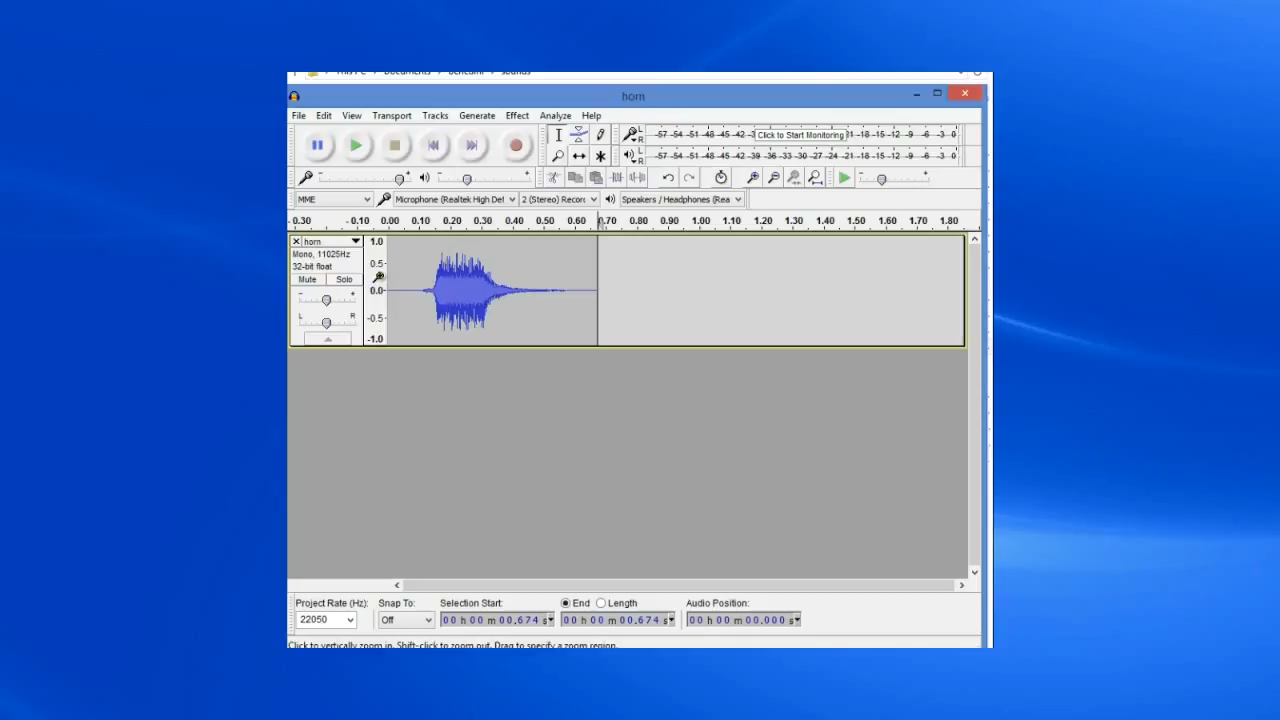 This PC Documents sounds
horn
File Edit View Transport Tracks Generate Effect Analyze Help
L R -57 -54 -51 -48 -45 -42 Click to Start Monitoring -18 -15 -12 -9 -6 -3 0
L R -57 -54 -51 -48 -45 -42 -39 -36 -33 -30 -27 -24 -21 -18 -15 -12 -9 -6 -3 0
MME Microphone (Realtek High Def 2 (Stereo) Recor Speakers / Headphones (Rea
- 0.30 - 0.10 0.00 0.10 0.20 0.30 0.40 0.50 0.60 0.70 0.80 0.90 1.00 1.10 1.20 1.30 1.40 1.50 1.60 1.70 1.80
horn 1.0
Mono, 11025Hz
32-bit float 0.5
Mute Solo
0.0
L R -0.5
-1.0
Project Rate (Hz): Snap To: Selection Start: End Length Audio Position:
22050 Off 00 h 00 m 00.674 s 00 h 00 m 00.674 s 00 h 00 m 00.000 s
Click to vertically zoom in. Shift-click to zoom out. Drag to specify a zoom region.